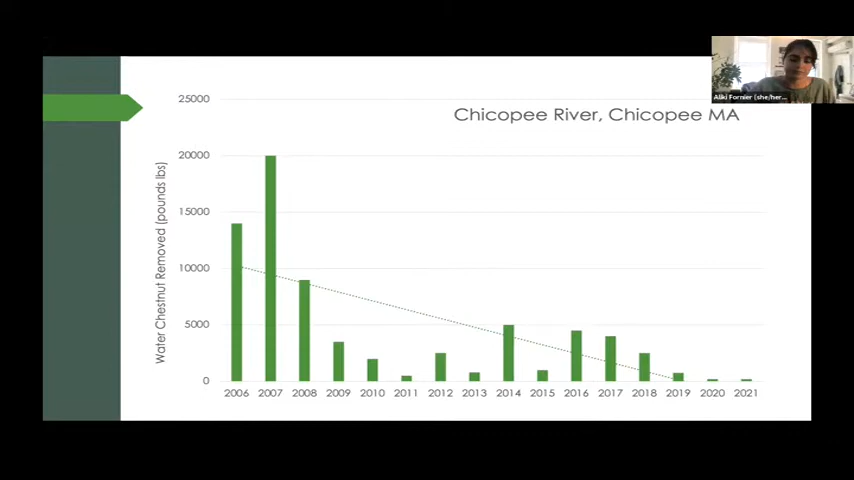 Chicopee River, Chicopee MA
Water Chestnut Removed (pounds lbs)
25000
20000
15000
10000
5000
0
2006 2007 2008 2009 2010 2011 2012 2013 2014 2015 2016 2017 2018 2019 2020 2021
Aliki Fornier (she/her...